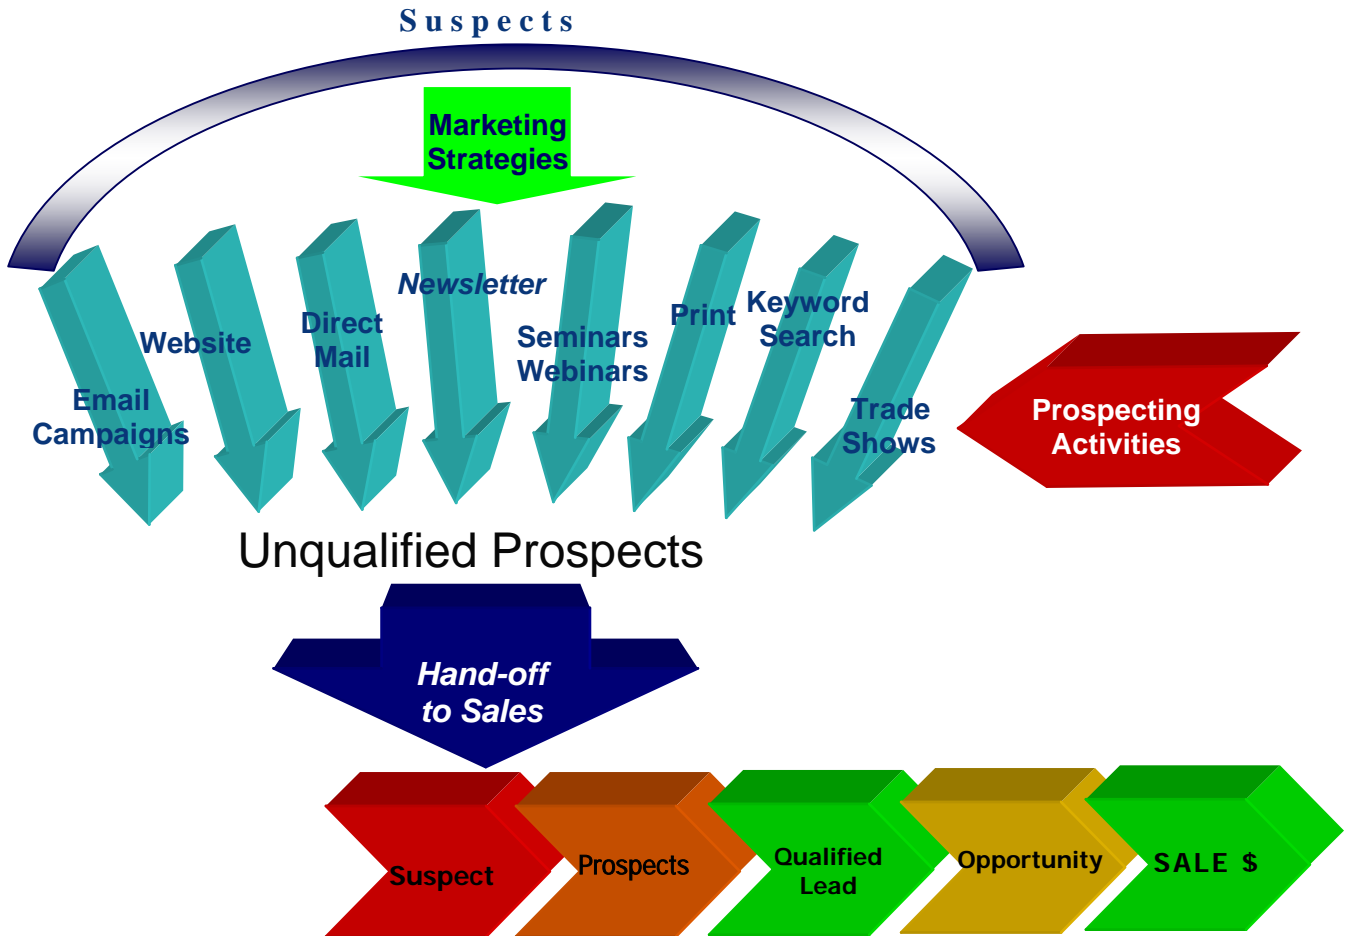 Suspects
Marketing
Strategies
Newsletter
Website
Direct
Mail
Seminars
Webinars
Print
Keyword
Search
Email
Campaigns
Trade
Shows
Prospecting
Activities
Unqualified Prospects
Hand-off
to Sales
Suspect
Prospects
Qualified
Lead
Opportunity
SALE $